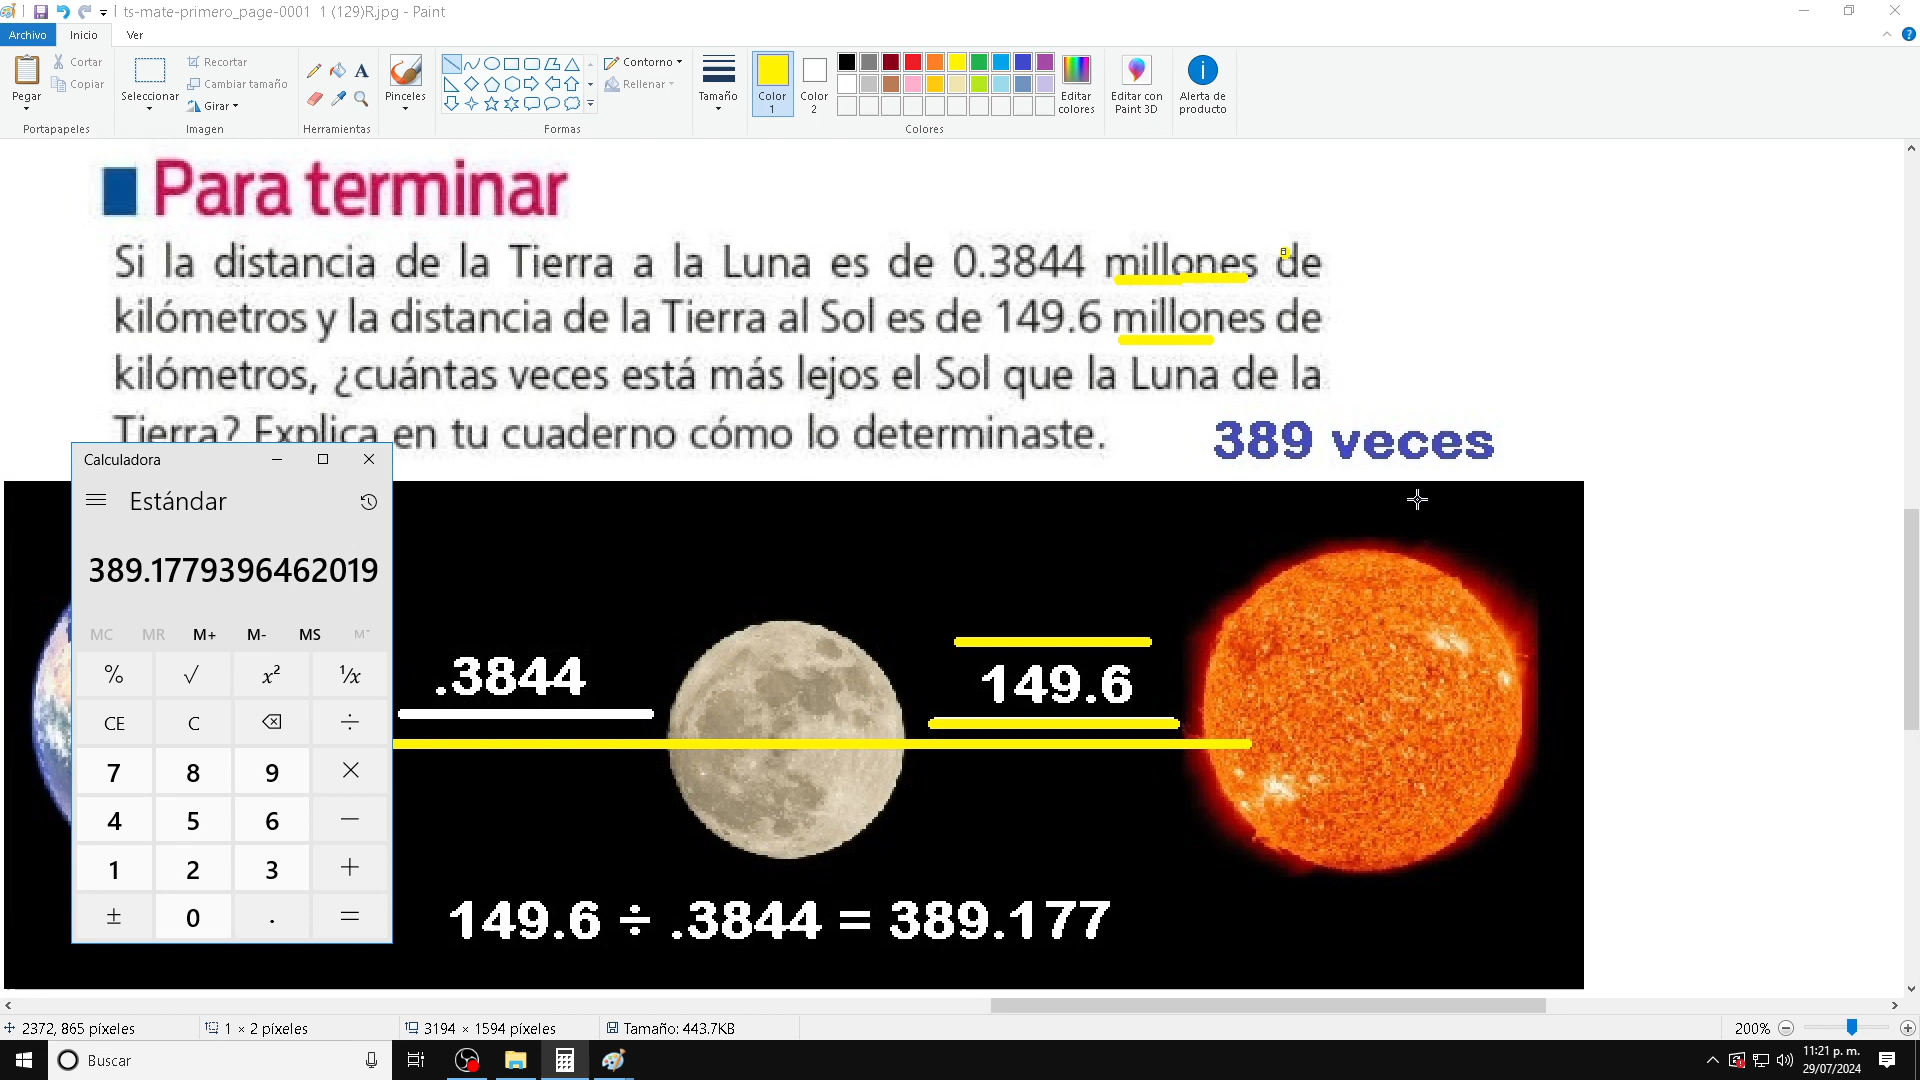 ts-mate-primero_page-0001 1 (129)R.jpg - Paint
Archivo Inicio Ver
Pegar
Cortar
Copiar
Portapapeles
Seleccionar
Recortar
Cambiar tamaño
Girar
Imagen
A
Herramientas
Pinceles
Contorno
Rellenar
Formas
Tamaño
Color
1
Color
2
Editar
colores
Colores
Editar con
Paint 3D
Alerta de
producto
Para terminar
Si la distancia de la Tierra a la Luna es de 0.3844 millones de
kilómetros y la distancia de la Tierra al Sol es de 149.6 millones de
kilómetros, ¿cuántas veces está más lejos el Sol que la Luna de la
Tierra? Explica en tu cuaderno cómo lo determinaste.
389 veces
Calculadora
Estándar
389.1779396462019
MC MR M+ M- MS M˅
% √ x² ¹/x
CE C ÷
7 8 9 ×
4 5 6 −
1 2 3 +
± 0 . =
.3844
149.6
149.6 ÷ .3844 = 389.177
2372, 865 píxeles 1 × 2 píxeles 3194 × 1594 píxeles Tamaño: 443.7KB 200%
Buscar
11:21 p. m.
29/07/2024